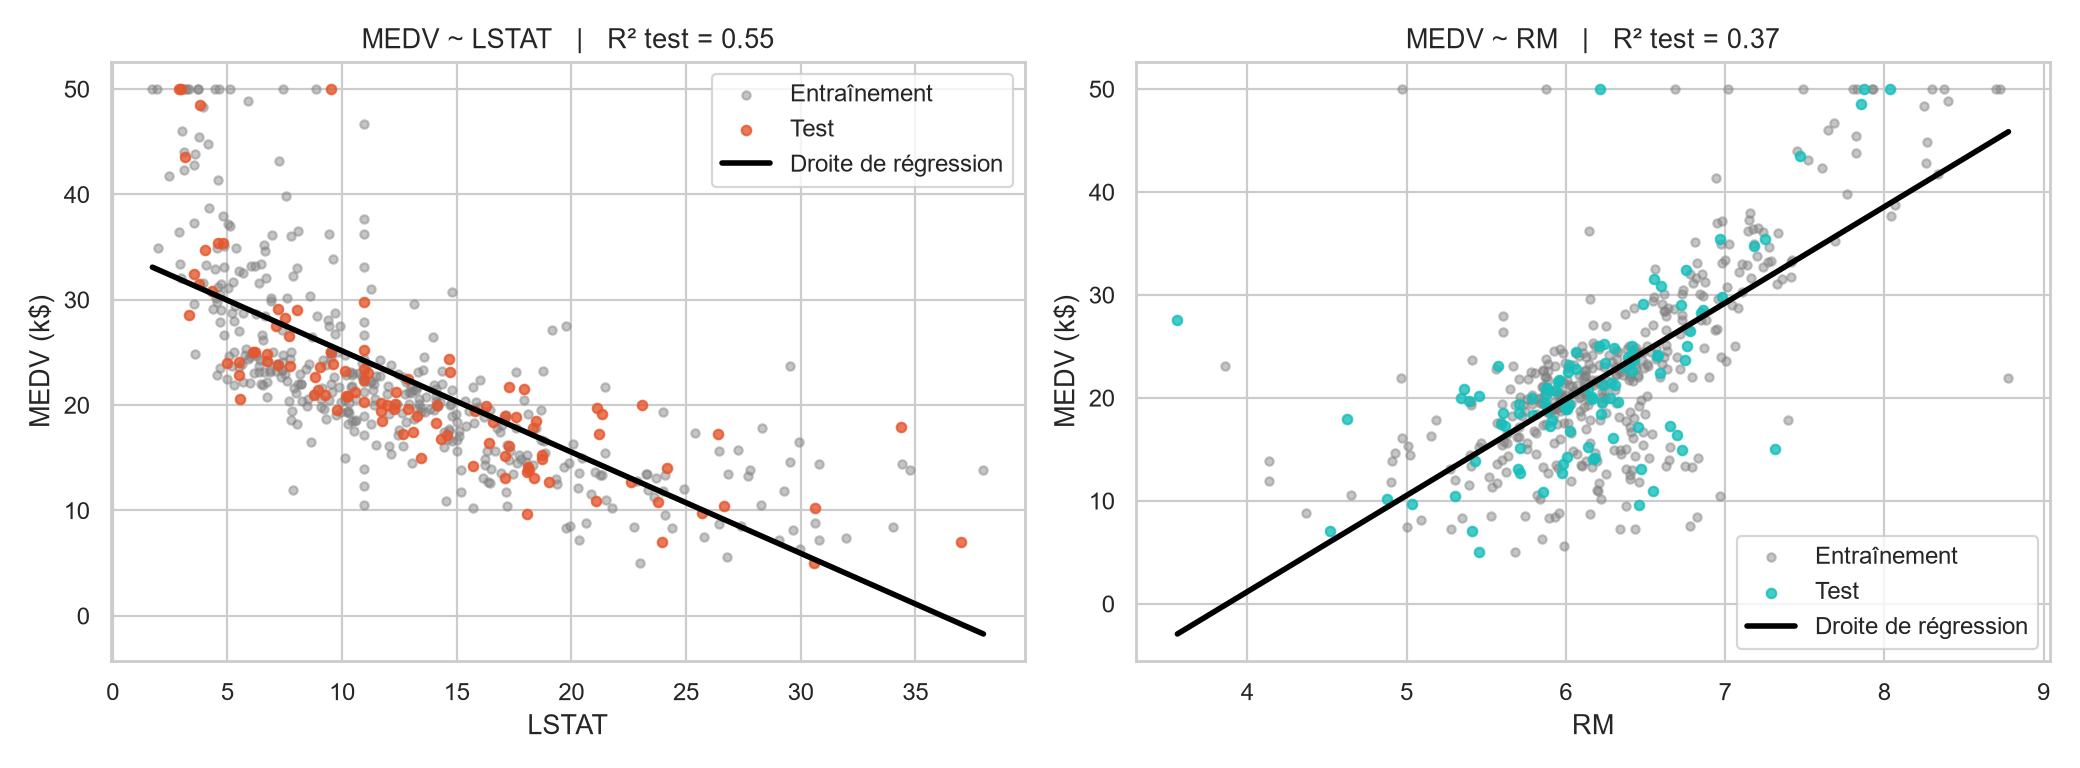 MEDV ~ LSTAT | R² test = 0.55
50
40
30
20
10
0
MEDV (k$)
Entraînement
Test
Droite de régression
0 5 10 15 20 25 30 35
LSTAT
MEDV ~ RM | R² test = 0.37
50
40
30
20
10
0
MEDV (k$)
Entraînement
Test
Droite de régression
4 5 6 7 8 9
RM